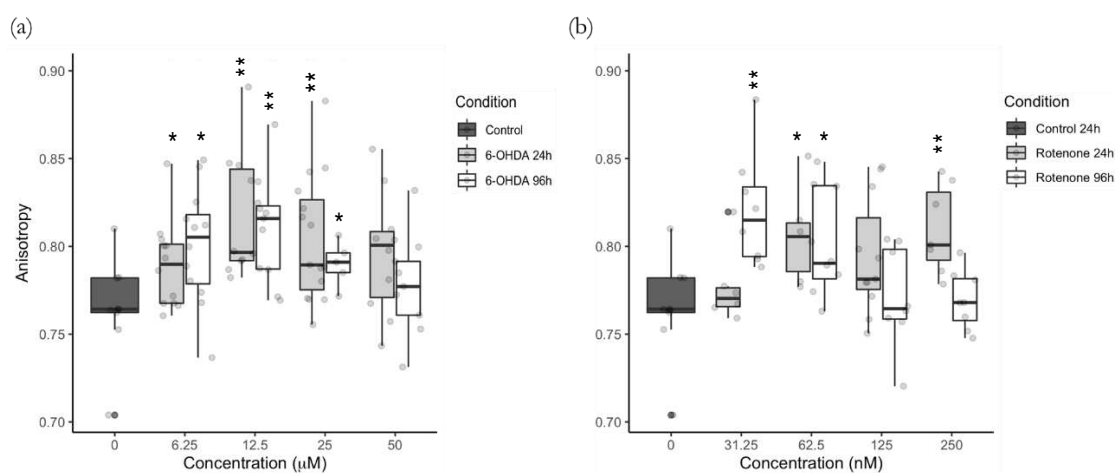 (a)
0.90
0.85
0.80
0.75
0.70
Anisotropy
** ** **
* * *
0 6.25 12.5 25 50
Concentration (μM)
Condition
Control
6-OHDA 24h
6-OHDA 96h
(b)
0.90
0.85
0.80
0.75
0.70
** * * **
0 31.25 62.5 125 250
Concentration (nM)
Condition
Control 24h
Rotenone 24h
Rotenone 96h